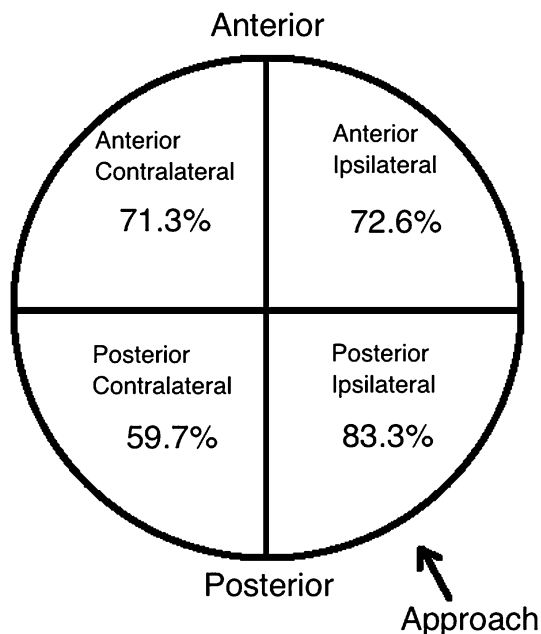 Anterior
Anterior
Contralateral
71.3%
Anterior
Ipsilateral
72.6%
Posterior
Contralateral
59.7%
Posterior
Ipsilateral
83.3%
Posterior
Approach